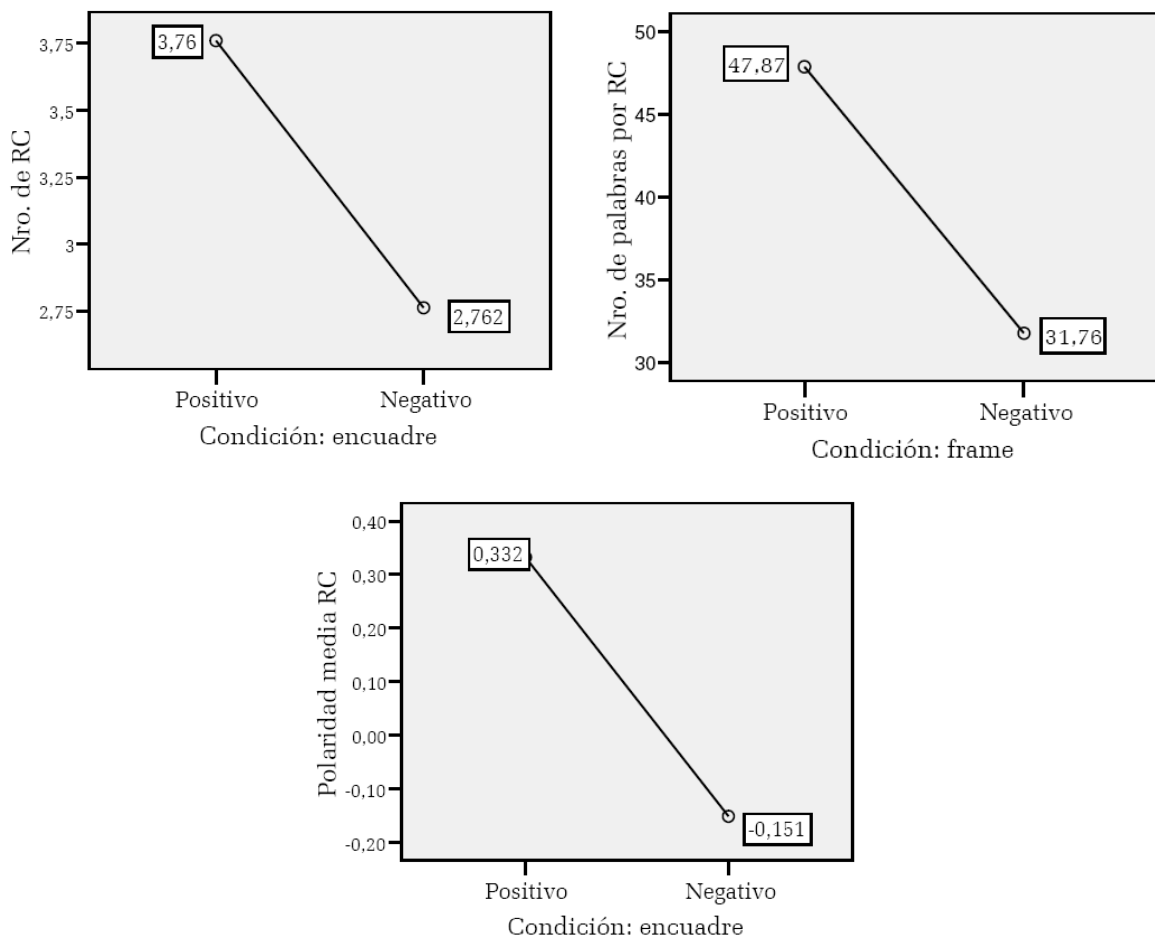 Nro. de RC
3,75
3,5
3,25
3
2,75
3,76
2,762
Positivo
Negativo
Condición: encuadre
Nro. de palabras por RC
50
45
40
35
30
47,87
31,76
Positivo
Negativo
Condición: frame
Polaridad media RC
0,40
0,30
0,20
0,10
0,00
-0,10
-0,20
0,332
-0,151
Positivo
Negativo
Condición: encuadre